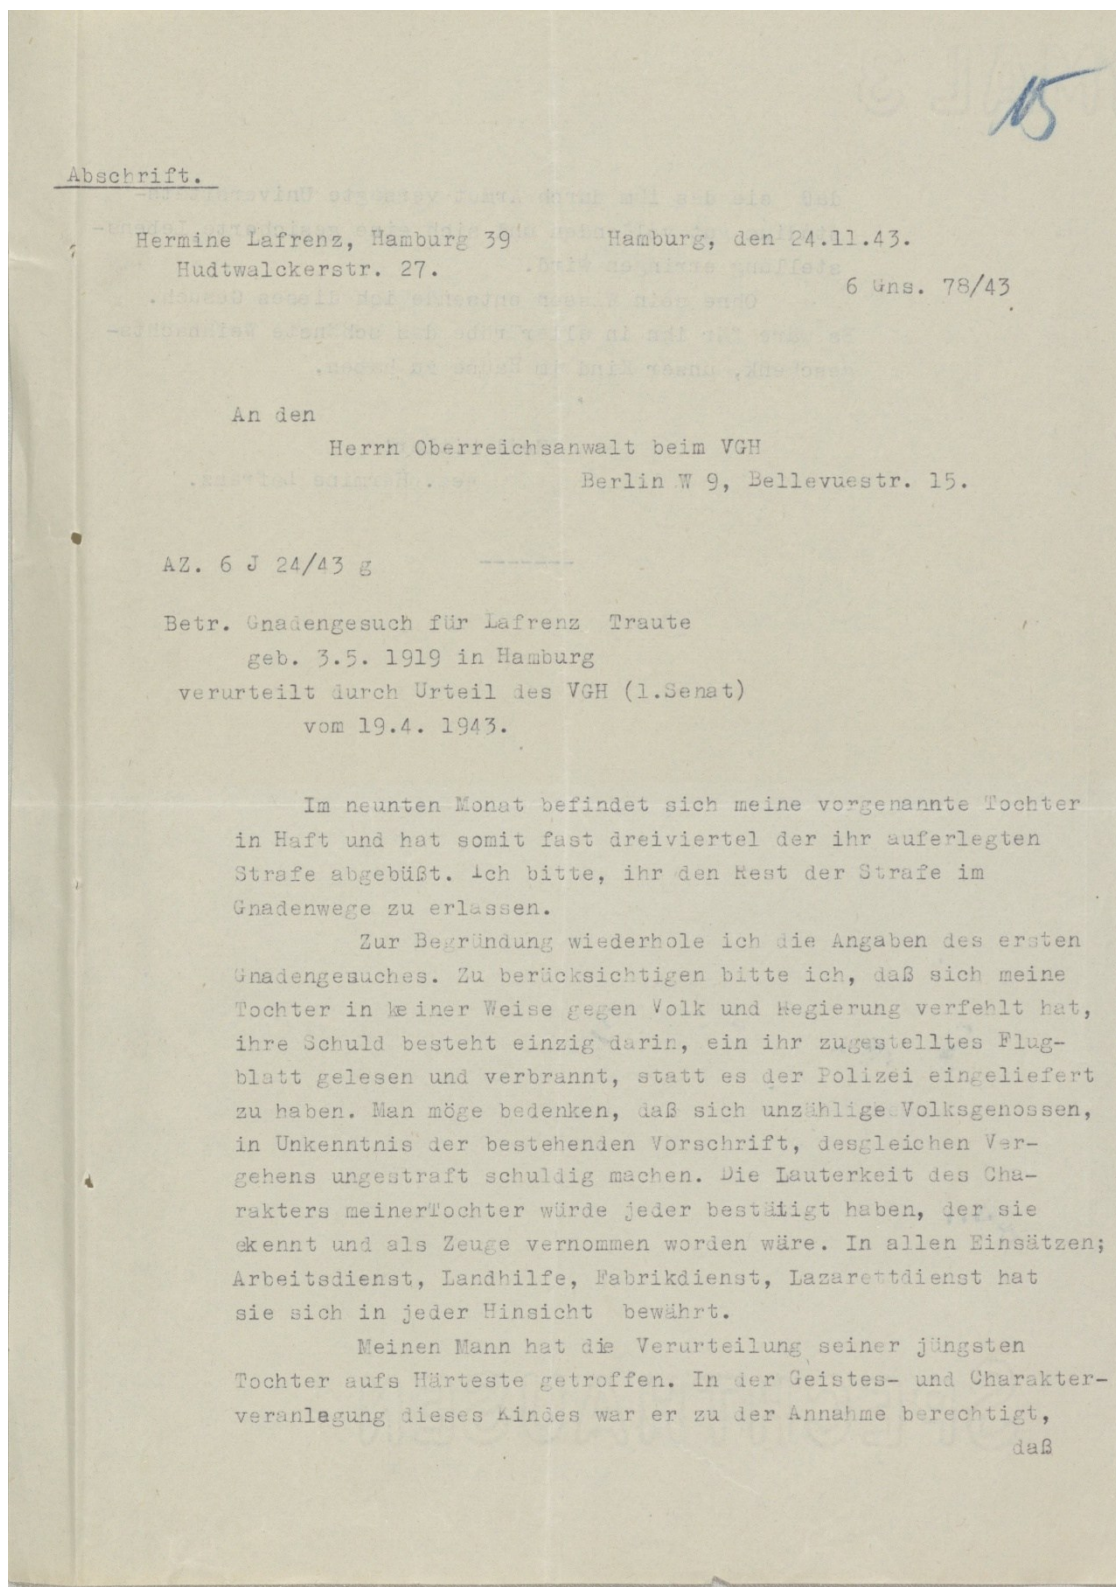 15
Abschrift.
Hermine Lafrenz, Hamburg 39 Hamburg, den 24.11.43.
Hudtwalckerstr. 27.
6 Gns. 78/43
An den
Herrn Oberreichsanwalt beim VGH
Berlin W 9, Bellevuestr. 15.
AZ. 6 J 24/43 g -------
Betr. Gnadengesuch für Lafrenz Traute
geb. 3.5. 1919 in Hamburg
verurteilt durch Urteil des VGH (1.Senat)
vom 19.4. 1943.
Im neunten Monat befindet sich meine vorgenannte Tochter
in Haft und hat somit fast dreiviertel der ihr auferlegten
Strafe abgebüßt. Ich bitte, ihr den Rest der Strafe im
Gnadenwege zu erlassen.
Zur Begründung wiederhole ich die Angaben des ersten
Gnadengesuches. Zu berücksichtigen bitte ich, daß sich meine
Tochter in keiner Weise gegen Volk und Regierung verfehlt hat,
ihre Schuld besteht einzig darin, ein ihr zugestelltes Flug-
blatt gelesen und verbrannt, statt es der Polizei eingeliefert
zu haben. Man möge bedenken, daß sich unzählige Volksgenossen,
in Unkenntnis der bestehenden Vorschrift, desgleichen Ver-
gehens ungestraft schuldig machen. Die Lauterkeit des Cha-
rakters meinerTochter würde jeder bestätigt haben, der sie
kennt und als Zeuge vernommen worden wäre. In allen Einsätzen;
Arbeitsdienst, Landhilfe, Fabrikdienst, Lazarettdienst hat
sie sich in jeder Hinsicht bewährt.
Meinen Mann hat die Verurteilung seiner jüngsten
Tochter aufs Härteste getroffen. In der Geistes- und Charakter-
veranlagung dieses Kindes war er zu der Annahme berechtigt,
daß